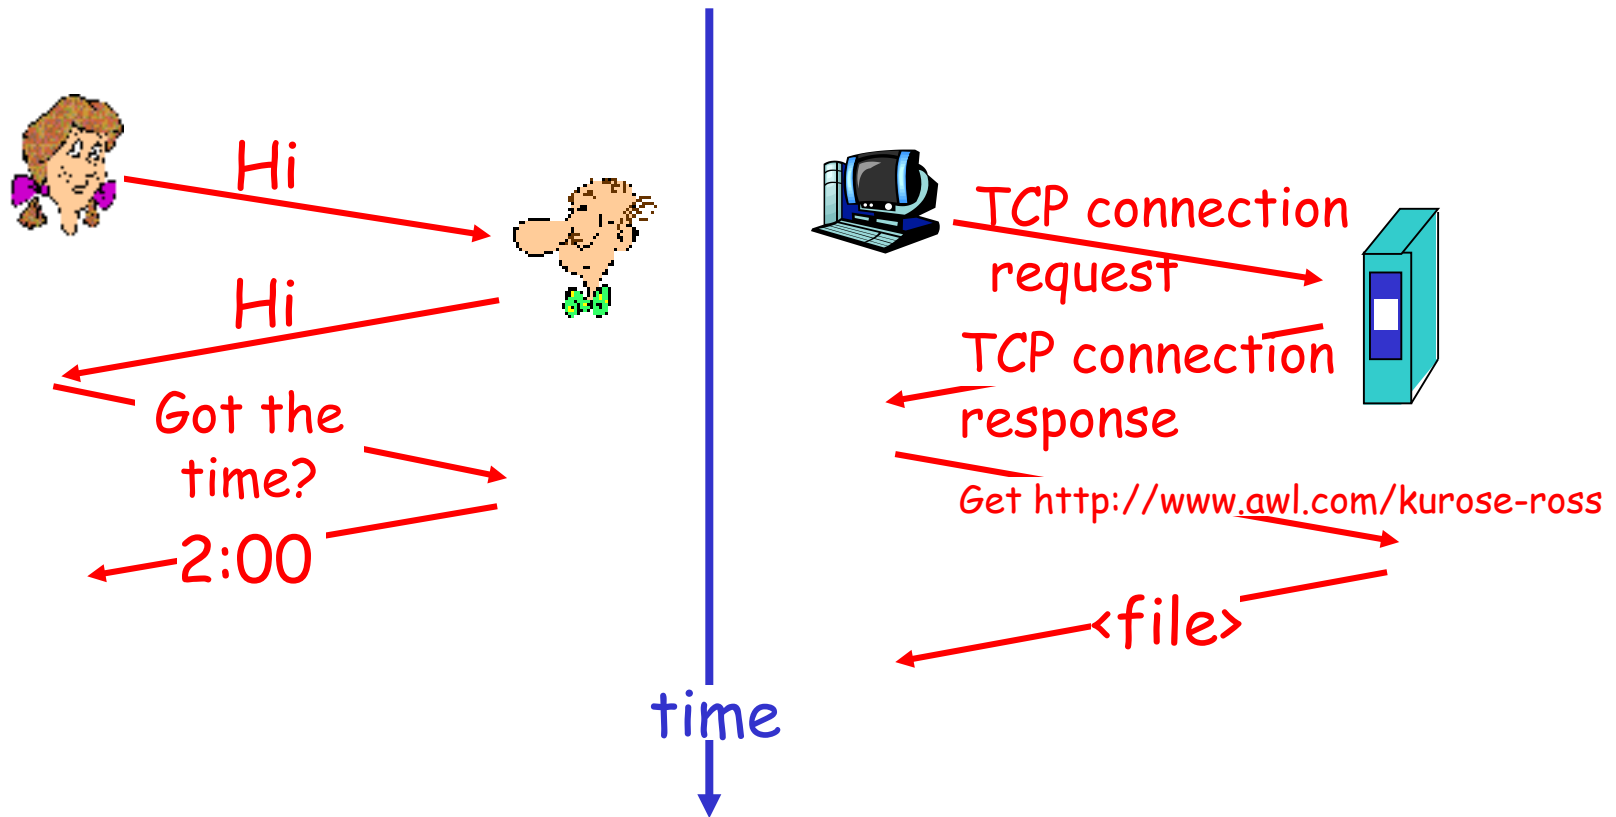 Hi
Hi
Got the
time?
2:00
time
TCP connection
request
TCP connection
response
Get http://www.awl.com/kurose-ross
<file>